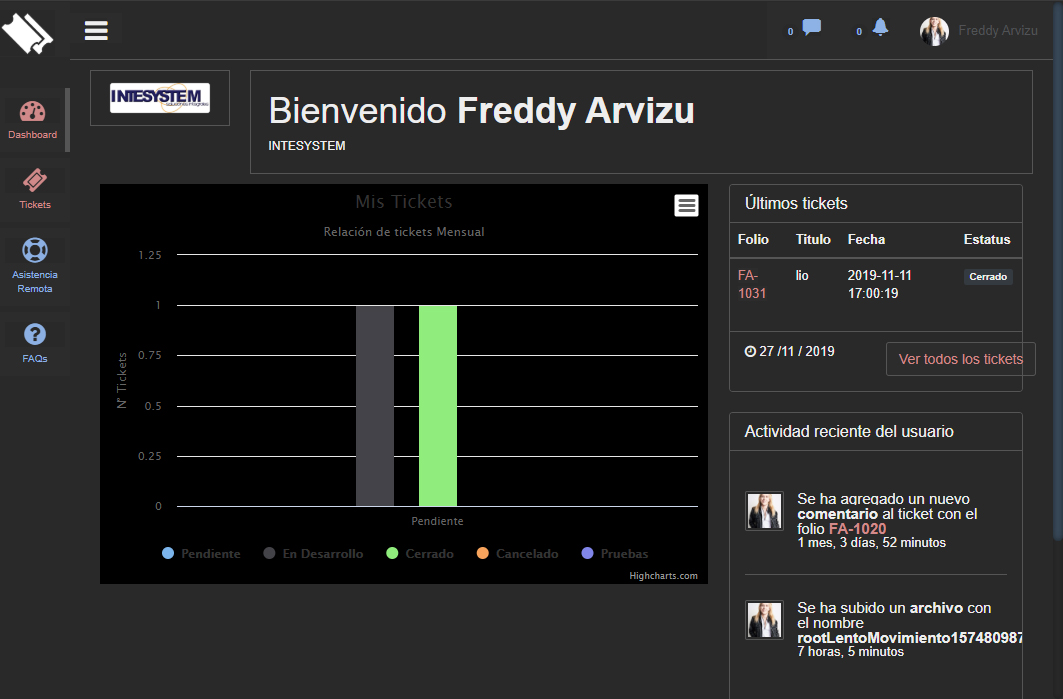 0
0
Freddy Arvizu
INTESYSTEM
Bienvenido Freddy Arvizu
INTESYSTEM
Dashboard
Tickets
Asistencia
Remota
FAQs
Mis Tickets
Relación de tickets Mensual
1.25
1
0.75
0.5
0.25
0
N° Tickets
Pendiente
Pendiente
En Desarrollo
Cerrado
Cancelado
Pruebas
Highcharts.com
Últimos tickets
Folio Titulo Fecha Estatus
FA-
1031
lio
2019-11-11
17:00:19
Cerrado
27 /11 / 2019
Ver todos los tickets
Actividad reciente del usuario
Se ha agregado un nuevo
comentario al ticket con el
folio FA-1020
1 mes, 3 días, 52 minutos
Se ha subido un archivo con
el nombre
rootLentoMovimiento157480987
7 horas, 5 minutos